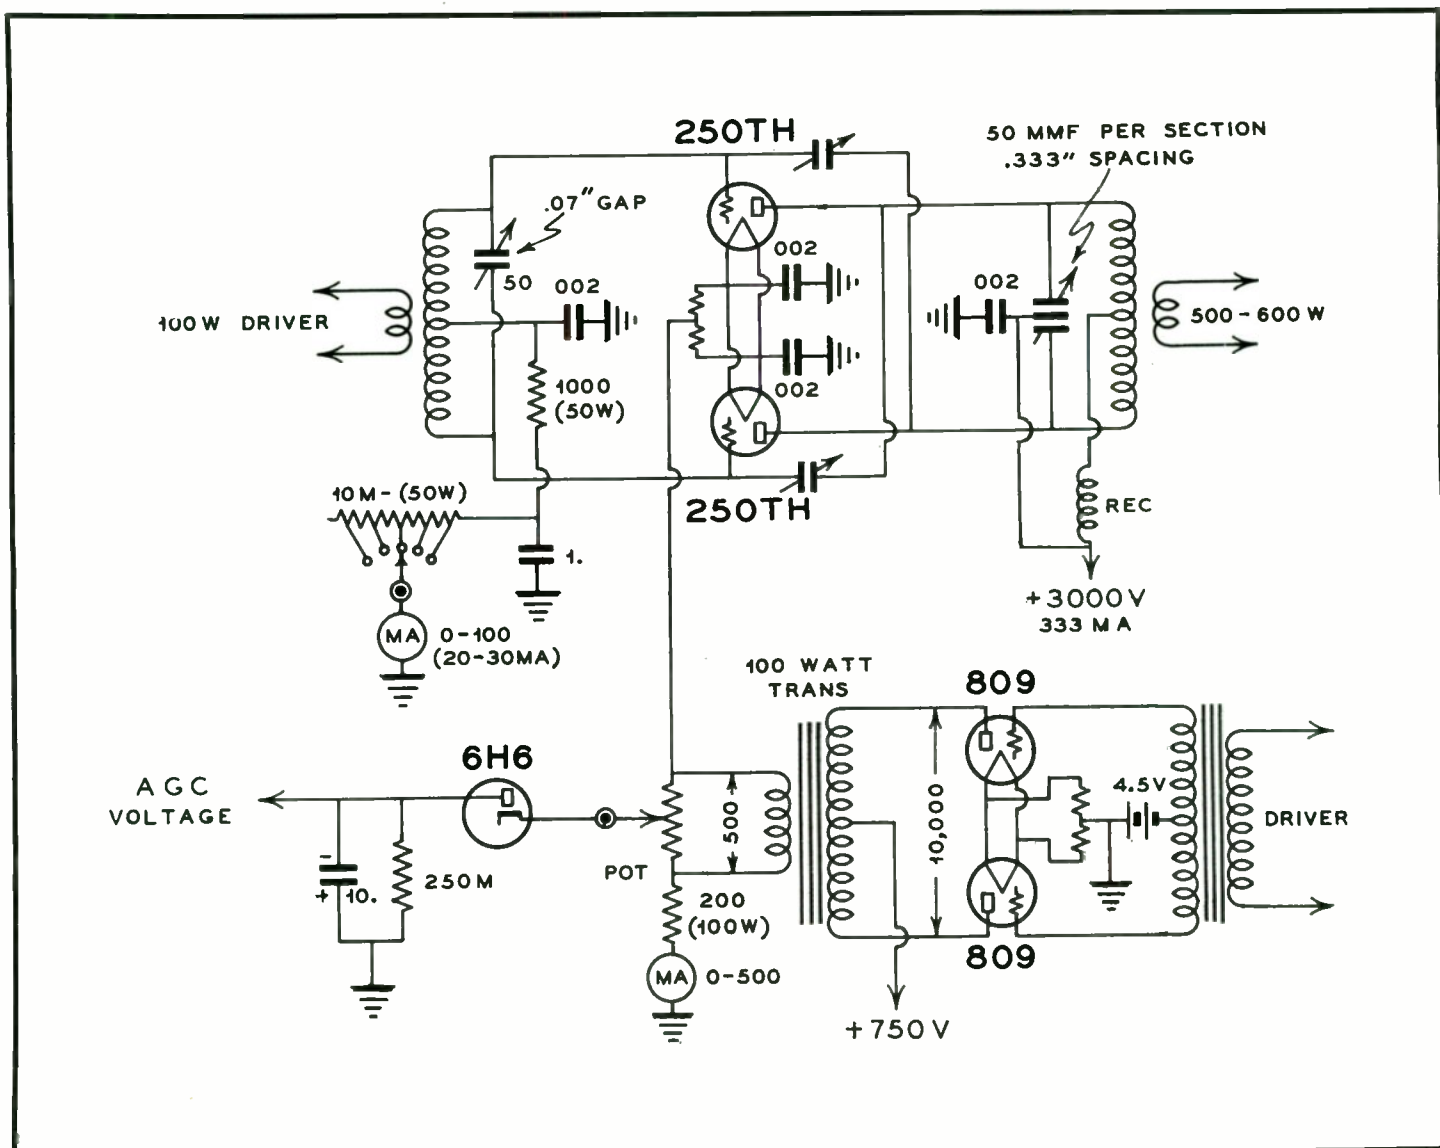 250TH
50 MMF PER SECTION
.333" SPACING
.07" GAP
50
002
002
002
002
100W DRIVER
500-600 W
1000
(50W)
10M-(50W)
250TH
REC
1.
+3000V
333 MA
MA
0-100
(20-30MA)
100 WATT
TRANS
809
6H6
AGC
VOLTAGE
4.5V
500
10,000
DRIVER
POT
-
+
10.
250M
200
(100W)
809
MA
0-500
+750V